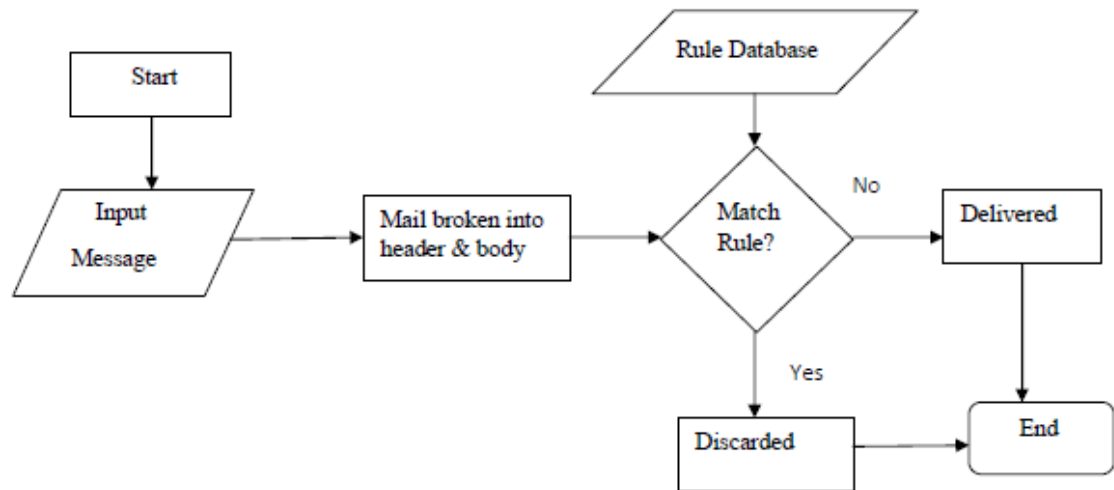 Start
Rule Database
Input
Message
Mail broken into
header & body
Match
Rule?
No
Delivered
Yes
Discarded
End